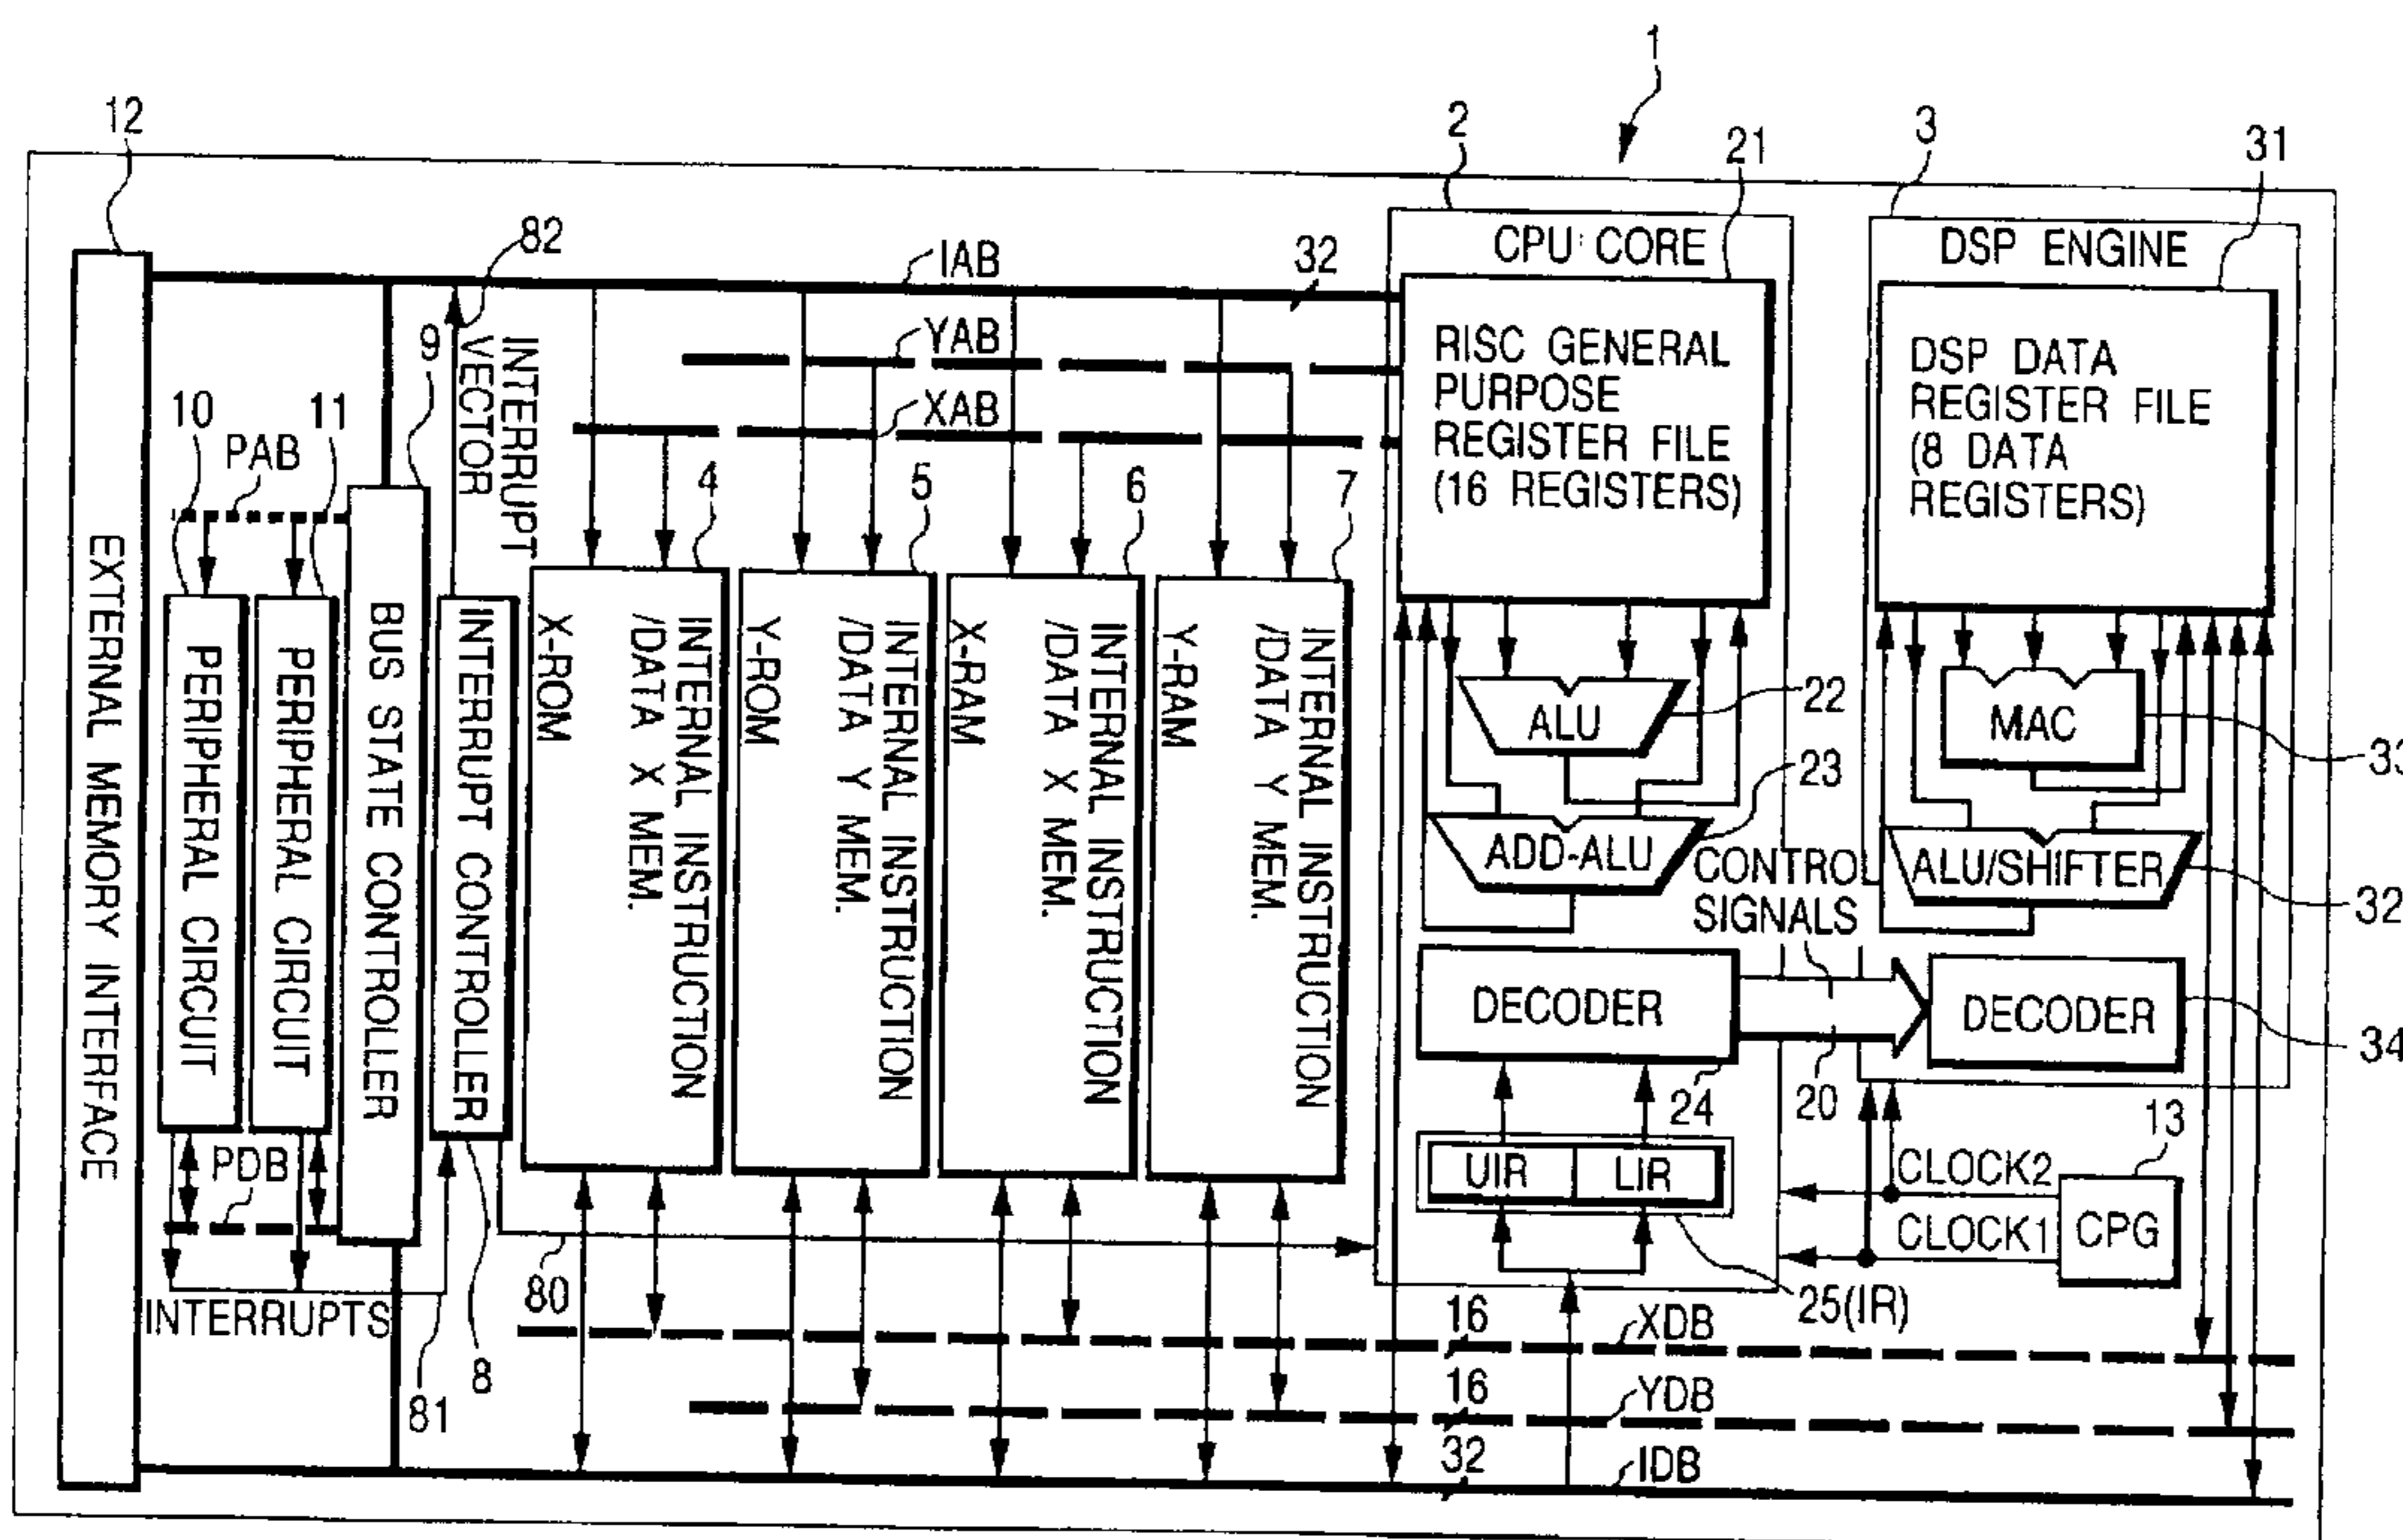 1
12
2
3
21
31
82
IAB
32
CPU CORE
DSP ENGINE
9
YAB
INTERRUPT
VECTOR
RISC GENERAL
PURPOSE
REGISTER FILE
(16 REGISTERS)
DSP DATA
REGISTER FILE
(8 DATA
REGISTERS)
10
PAB
11
XAB
4
5
6
7
EXTERNAL MEMORY INTERFACE
PERIPHERAL CIRCUIT
PERIPHERAL CIRCUIT
BUS STATE CONTROLLER
INTERRUPT CONTROLLER
INTERNAL INSTRUCTION
/DATA X MEM.
X-ROM
INTERNAL INSTRUCTION
/DATA Y MEM.
Y-ROM
INTERNAL INSTRUCTION
/DATA X MEM.
X-RAM
INTERNAL INSTRUCTION
/DATA Y MEM.
Y-RAM
ALU
22
MAC
33
23
ADD-ALU
CONTRO
SIGNALS
ALU/SHIFTER
32
DECODER
DECODER
34
24
20
13
PDB
UIR
LIR
CLOCK2
CLOCK1
CPG
80
INTERRUPTS
25(IR)
8
81
16
XDB
16
YDB
32
IDB